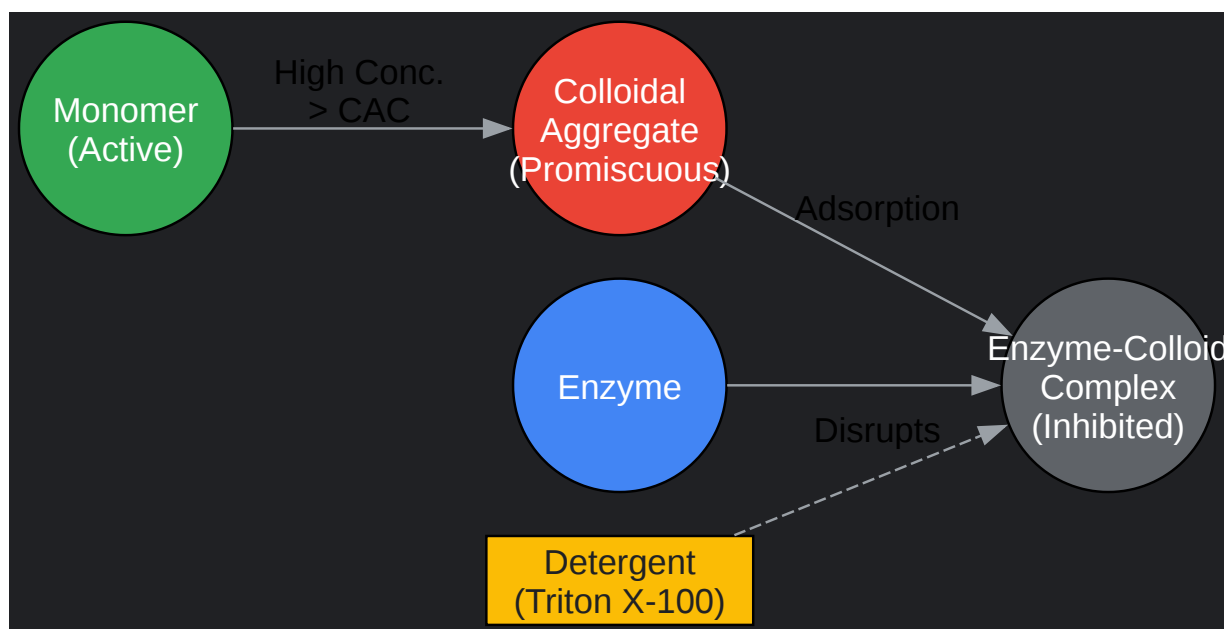 Monomer
(Active)
High Conc.
> CAC
Colloidal
Aggregate
(Promiscuous)
Adsorption
Enzyme
Enzyme-Colloid
Complex
(Inhibited)
Disrupts
Detergent
(Triton X-100)